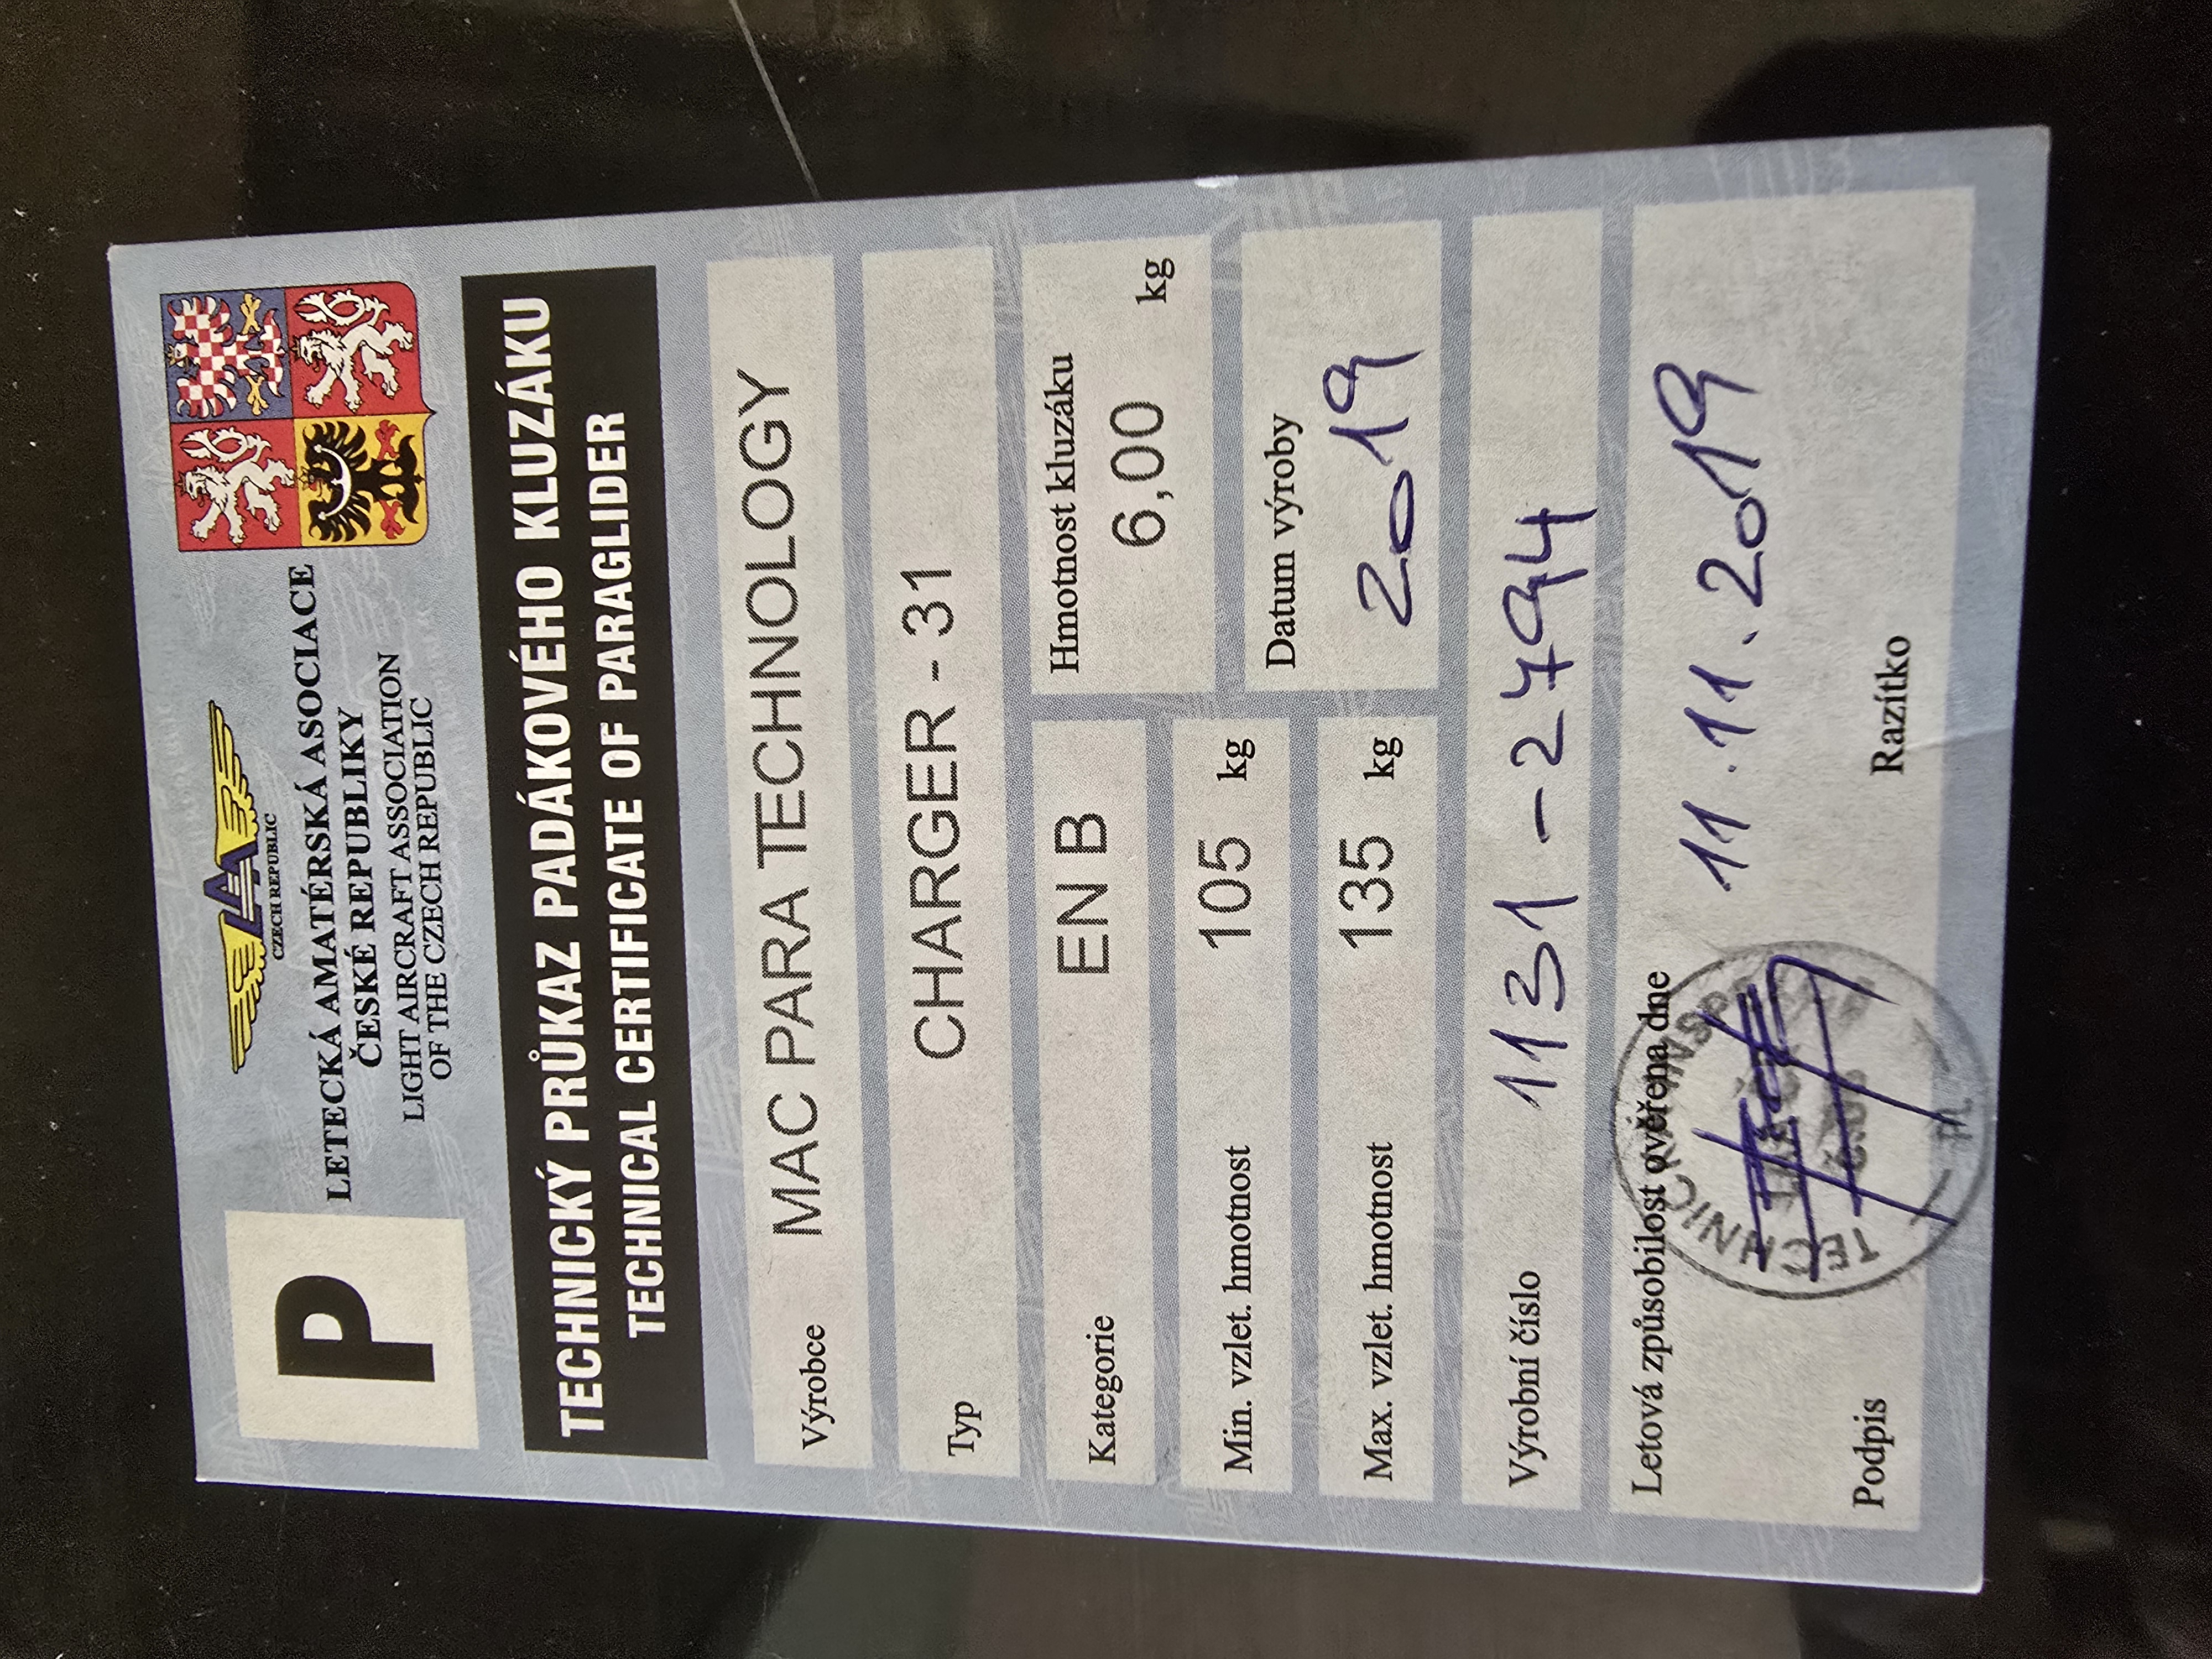 P
LAA
CZECH REPUBLIC
LETECKÁ AMATÉRSKÁ ASOCIACE
ČESKÉ REPUBLIKY
LIGHT AIRCRAFT ASSOCIATION
OF THE CZECH REPUBLIC
TECHNICKÝ PRŮKAZ PADÁKOVÉHO KLUZÁKU
TECHNICAL CERTIFICATE OF PARAGLIDER
Výrobce MAC PARA TECHNOLOGY
Typ CHARGER - 31
Kategorie EN B
Hmotnost kluzáku
6,00 kg
Min. vzlet. hmotnost 105 kg
Max. vzlet. hmotnost 135 kg
Datum výroby
2019
Výrobní číslo 1131-2794
Letová způsobilost ověřena dne 11.11.2019
Podpis Razítko